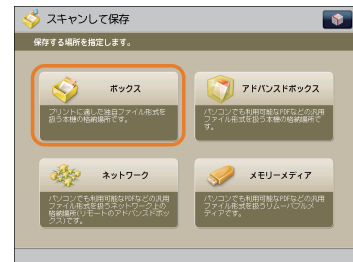 スキャンして保存
保存する場所を指定します。
ボックス
プリントに適した独自ファイル形式を
扱う本機の格納場所です。
アドバンスドボックス
パソコンでも利用可能なPDFなどの汎用
ファイル形式を扱う本機の格納場所で
す。
ネットワーク
パソコンでも利用可能なPDFなどの汎用
ファイル形式を扱うネットワーク上の
格納場所(リモートのアドバンスドボッ
クス)です。
メモリーメディア
パソコンでも利用可能なPDFなどの汎用
ファイル形式を扱うリムーバブルメ
ディアです。